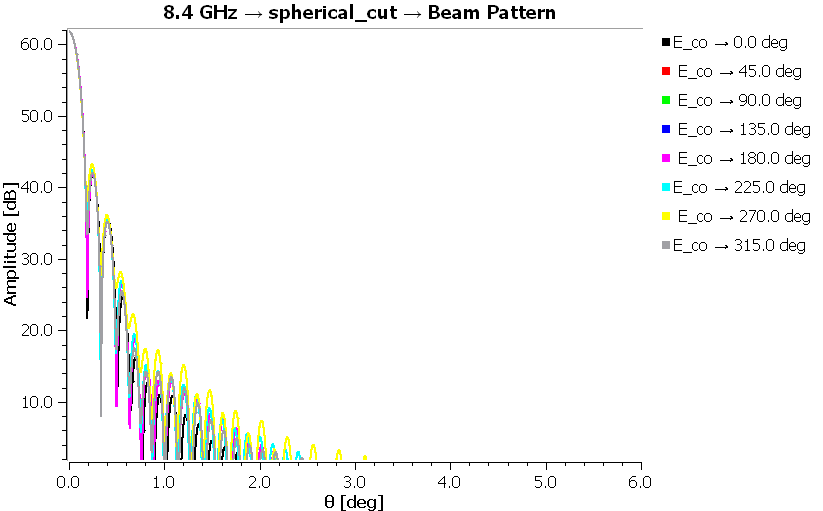 8.4 GHz → spherical_cut → Beam Pattern
60.0
50.0
40.0
30.0
20.0
10.0
Amplitude [dB]
0.0 1.0 2.0 3.0 4.0 5.0 6.0
θ [deg]
E_co → 0.0 deg
E_co → 45.0 deg
E_co → 90.0 deg
E_co → 135.0 deg
E_co → 180.0 deg
E_co → 225.0 deg
E_co → 270.0 deg
E_co → 315.0 deg